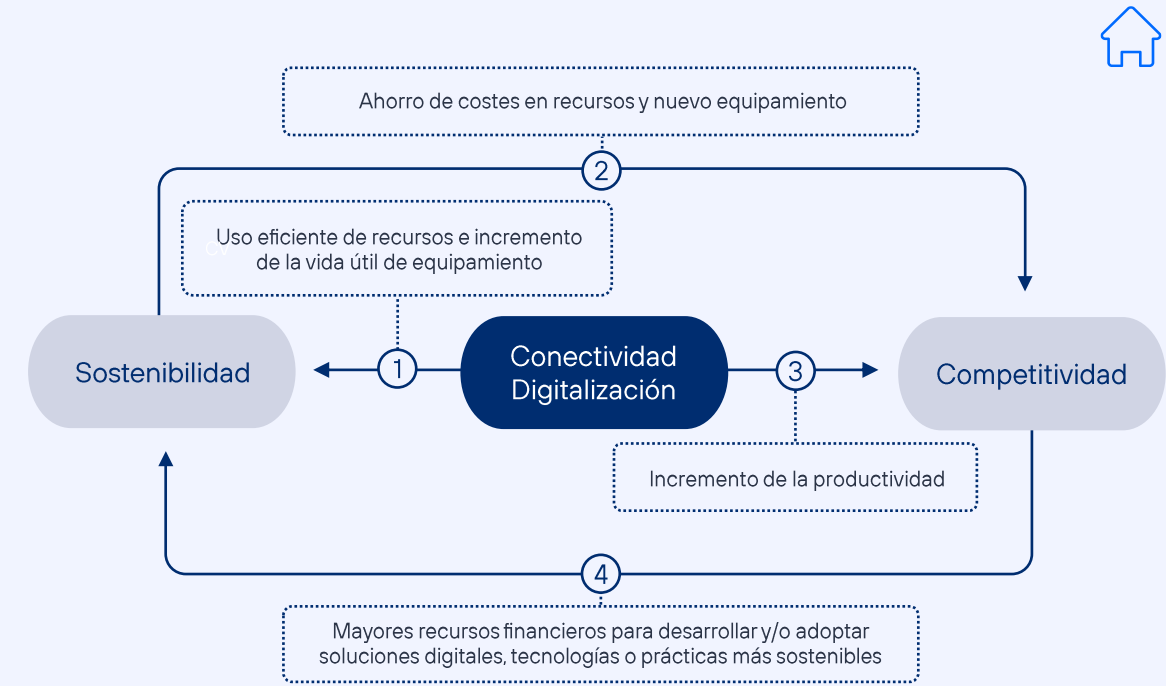 Ahorro de costes en recursos y nuevo equipamiento
2
Uso eficiente de recursos e incremento
de la vida útil de equipamiento
Sostenibilidad
1
Conectividad
Digitalización
3
Competitividad
Incremento de la productividad
4
Mayores recursos financieros para desarrollar y/o adoptar
soluciones digitales, tecnologías o prácticas más sostenibles